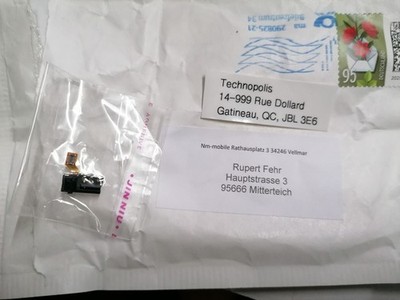 95
Technopolis
14-999 Rue Dollard
Gatineau, QC, JBL 3E6
Nm-mobile Rathausplatz 3 34246 Vellmar
Rupert Fehr
Hauptstrasse 3
95666 Mitterteich